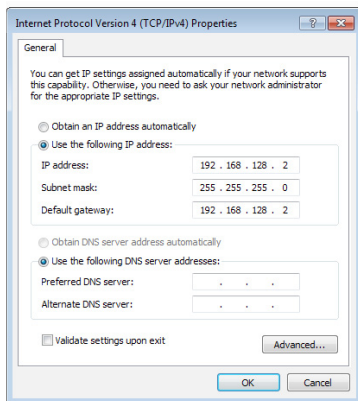 Internet Protocol Version 4 (TCP/IPv4) Properties
General
You can get IP settings assigned automatically if your network supports
this capability. Otherwise, you need to ask your network administrator
for the appropriate IP settings.
Obtain an IP address automatically
Use the following IP address:
IP address: 192 . 168 . 128 . 2
Subnet mask: 255 . 255 . 255 . 0
Default gateway: 192 . 168 . 128 . 2
Obtain DNS server address automatically
Use the following DNS server addresses:
Preferred DNS server: . . .
Alternate DNS server: . . .
Validate settings upon exit
Advanced...
OK Cancel